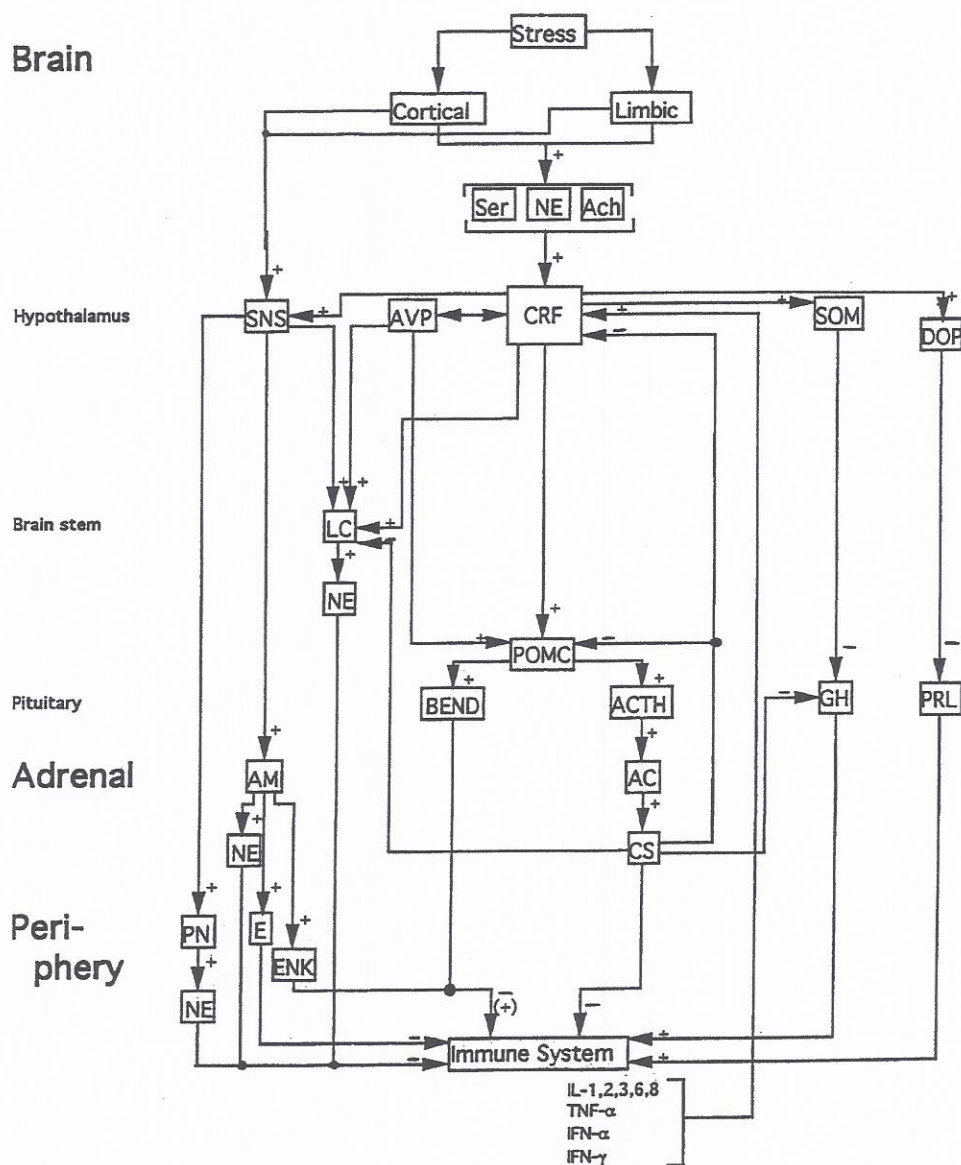 Stress
Brain
Cortical
Limbic
+
Ser NE Ach
+
+
Hypothalamus
SNS + AVP CRF + + SOM +
-
DOP
+ +
Brain stem
LC + -
+
NE
+
+ POMC - - -
+ +
Pituitary
BEND ACTH - GH PRL
+ +
Adrenal
AM AC
+ +
NE CS
+ + +
Peri-
phery
PN E
+
ENK
NE
-
(+) -
- Immune System +
- +
IL-1,2,3,6,8
TNF-α
IFN-α
IFN-γ